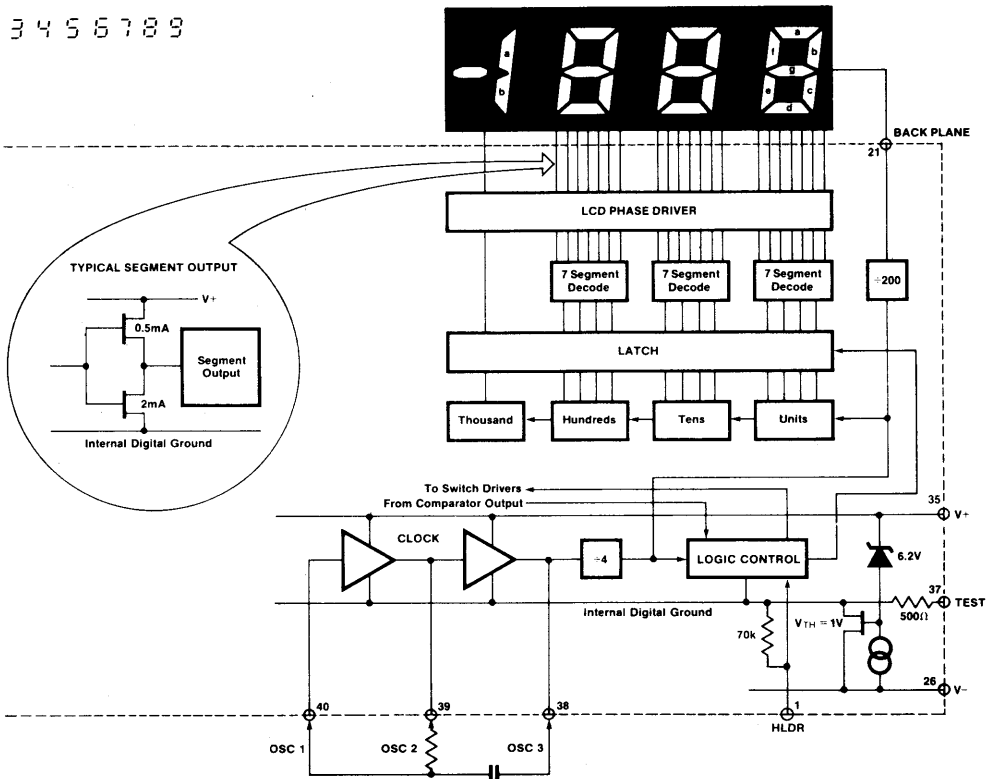 3 4 5 6 7 8 9
a
b
a
f b
g
e c
d
BACK PLANE
21
LCD PHASE DRIVER
TYPICAL SEGMENT OUTPUT
7 Segment Decode
7 Segment Decode
7 Segment Decode
÷200
V+
0.5mA
Segment Output
2mA
Internal Digital Ground
LATCH
Thousand
Hundreds
Tens
Units
To Switch Drivers
From Comparator Output
35
V+
CLOCK
÷4
LOGIC CONTROL
6.2V
37
TEST
500Ω
Internal Digital Ground
70k
VTH = 1V
26
V−
40
39
38
1
OSC 1
OSC 2
OSC 3
HLDR